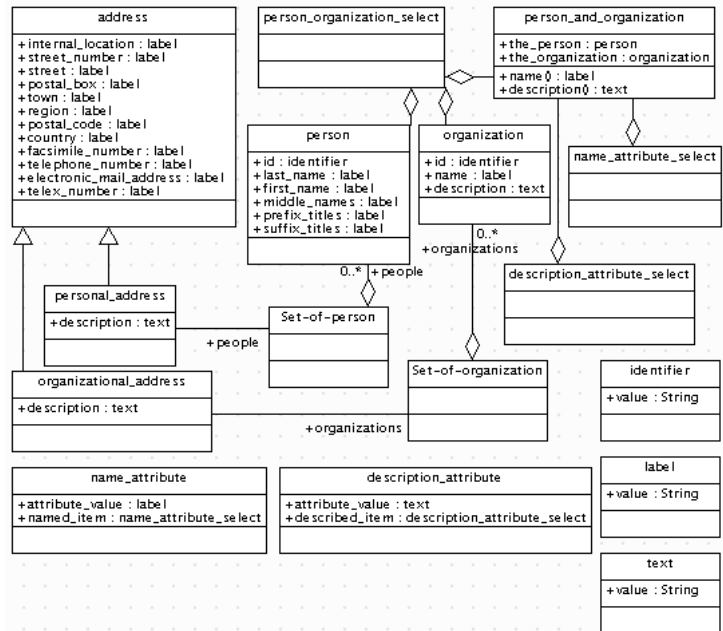 address
+internal_location : label
+street_number : label
+street : label
+postal_box : label
+town : label
+region : label
+postal_code : label
+country : label
+facsimile_number : label
+telephone_number : label
+electronic_mail_address : label
+telex_number : label
person_organization_select
person_and_organization
+the_person : person
+the_organization : organization
+name() : label
+description() : text
person
+id : identifier
+last_name : label
+first_name : label
+middle_names : label
+prefix_titles : label
+suffix_titles : label
organization
+id : identifier
+name : label
+description : text
name_attribute_select
0..*
+organizations
0..* +people
description_attribute_select
personal_address
+description : text
+people
Set-of-person
organizational_address
+description : text
+organizations
Set-of-organization
identifier
+value : String
name_attribute
+attribute_value : label
+named_item : name_attribute_select
description_attribute
+attribute_value : text
+described_item : description_attribute_select
label
+value : String
text
+value : String